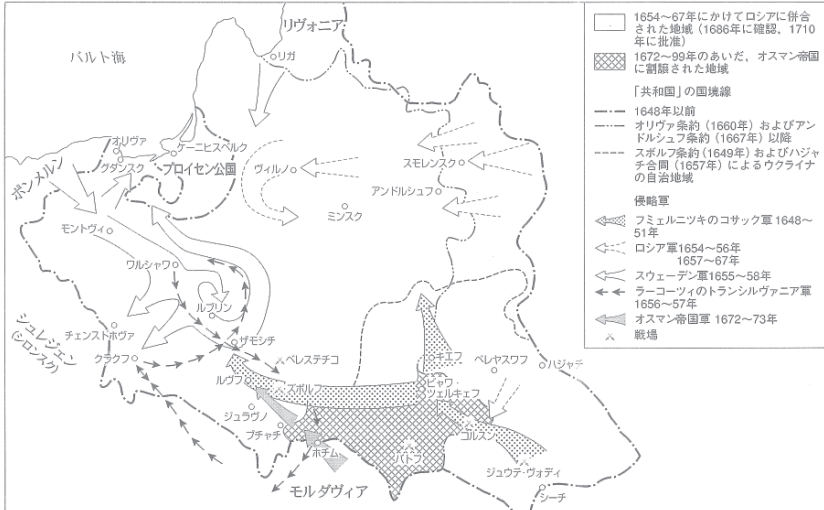 リヴォニア
バルト海
リガ
オリヴァ
グダンスク
ケーニヒスベルク
プロイセン公国
ポンメルン
ヴィルノ
スモレンスク
アンドルシュフ
ミンスク
モントヴィ
ワルシャワ
ルブリン
チェンストホヴァ
シュレジェン
(シロンスク)
クラクフ
ザモシチ
ベレステチコ
キエフ
ペレヤスワフ
ハジャチ
ルヴフ
ズボルフ
ビャワ・
ツェルキェフ
ジュラヴノ
ブチャチ
コルスン
ホチム
バトフ
ジュウテ・ヴォディ
モルダヴィア
シーチ
1654～67年にかけてロシアに併合
された地域(1686年に確認、1710
年に批准)
1672～99年のあいだ、オスマン帝国
に割譲された地域
「共和国」の国境線
1648年以前
オリヴァ条約(1660年)およびアン
ドルシュフ条約(1667年)以降
ズボルフ条約(1649年)およびハジャ
チ合同(1657年)によるウクライナ
の自治地域
侵略軍
フミェルニツキのコサック軍 1648～
51年
ロシア軍1654～56年
1657～67年
スウェーデン軍1655～58年
ラーコーツィのトランシルヴァニア軍
1656～57年
オスマン帝国軍 1672～73年
戦場